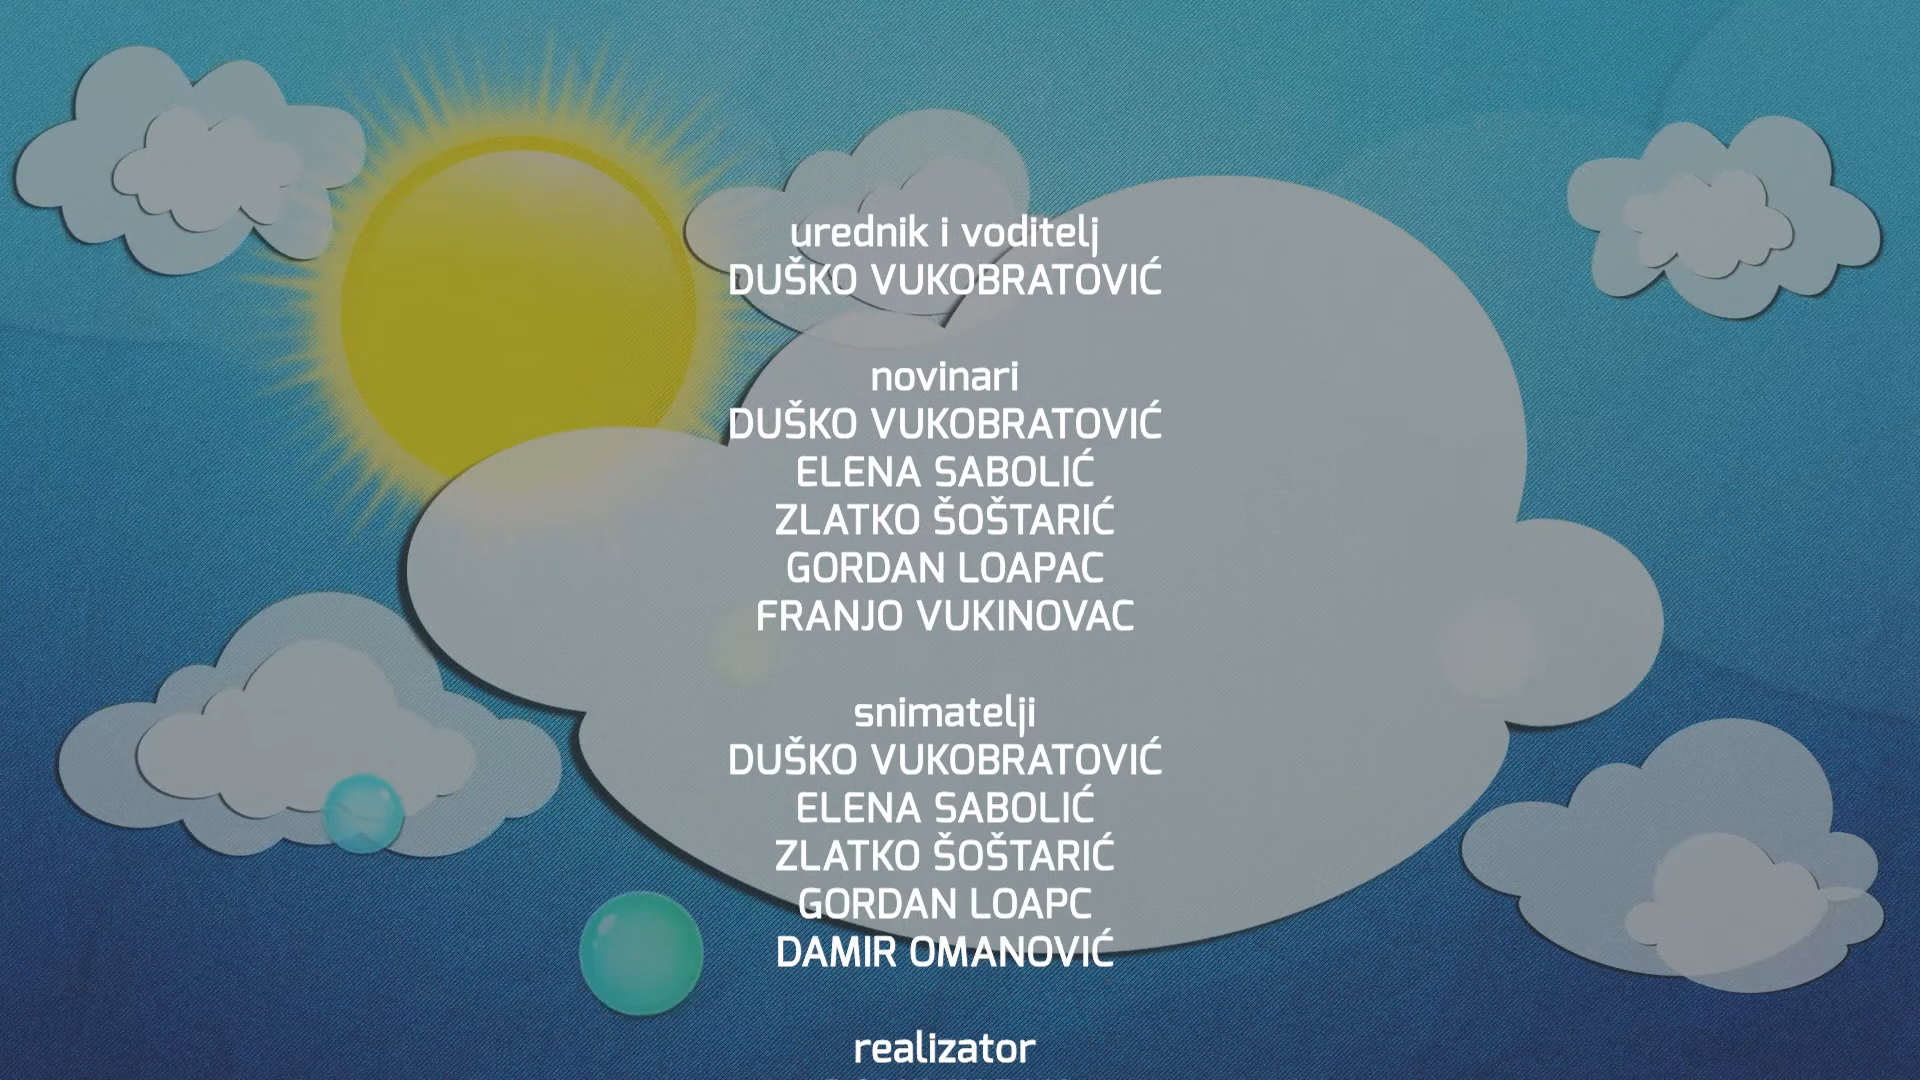 urednik i voditelj
DUŠKO VUKOBRATOVIĆ
novinari
DUŠKO VUKOBRATOVIĆ
ELENA SABOLIĆ
ZLATKO ŠOŠTARIĆ
GORDAN LOAPAC
FRANJO VUKINOVAC
snimatelji
DUŠKO VUKOBRATOVIĆ
ELENA SABOLIĆ
ZLATKO ŠOŠTARIĆ
GORDAN LOAPC
DAMIR OMANOVIĆ
realizator